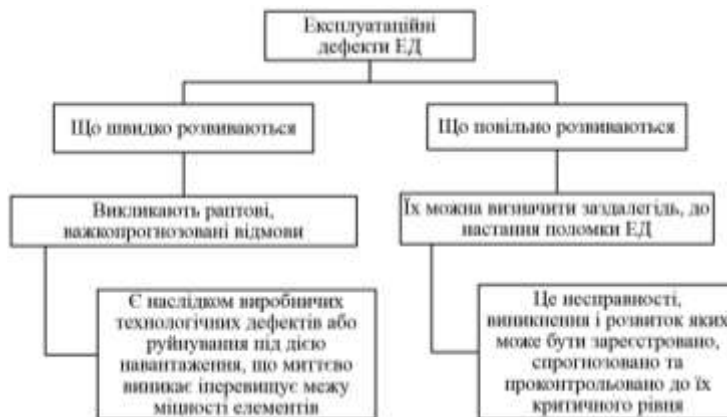 Експлуатаційні
дефекти ЕД
Що швидко розвиваються
Що повільно розвиваються
Викликають раптові,
важкопрогнозовані відмови
Їх можна визначити заздалегідь, до
настання поломки ЕД
Є наслідком виробничих
технологічних дефектів або
руйнування під дією
навантаження, що миттєво
виникає іперевищує межу
міцності елементів
Це несправності,
виникнення і розвиток яких
може бути зареєстровано,
спрогнозовано та
проконтрольовано до їх
критичного рівня